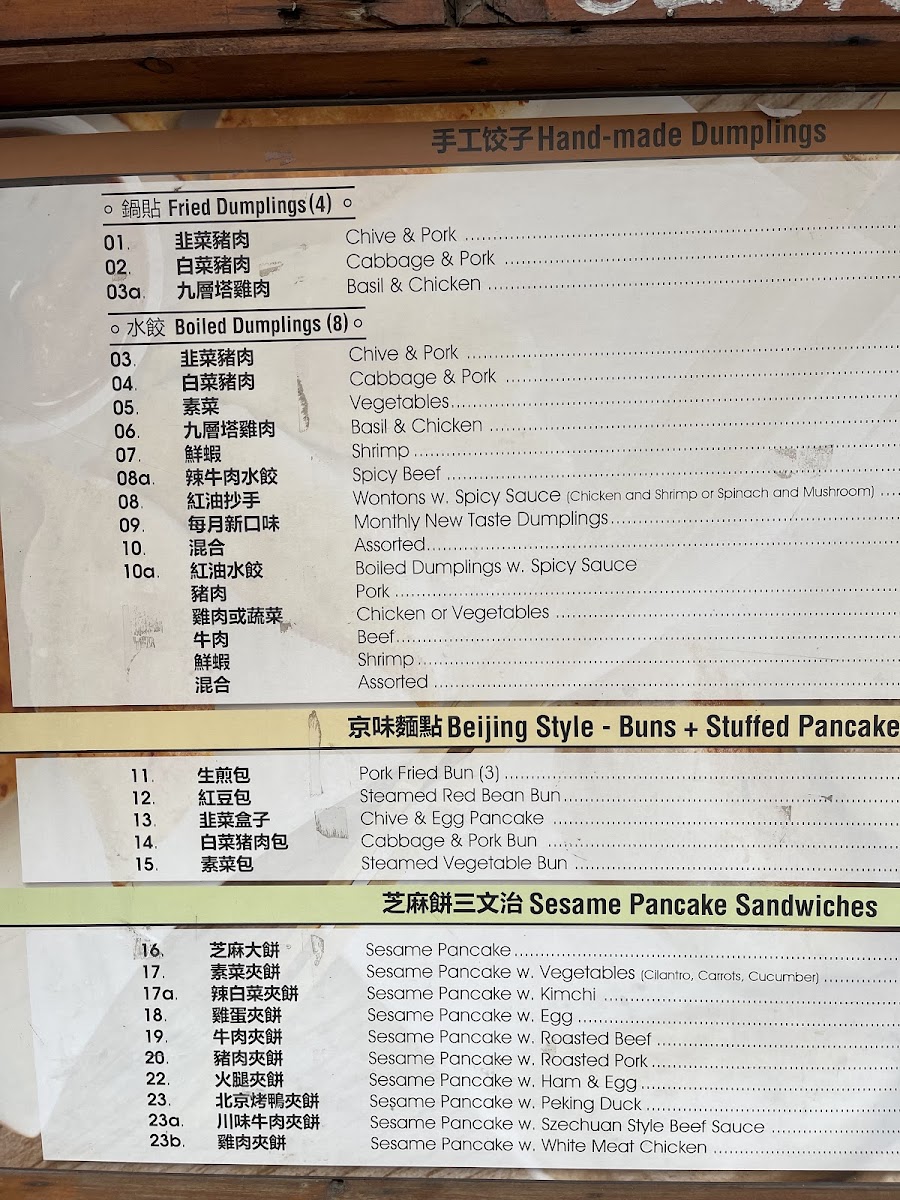 手工饺子 Hand-made Dumplings
鍋貼 Fried Dumplings (4)
01. 韭菜豬肉 Chive & Pork
02. 白菜豬肉 Cabbage & Pork
03a. 九層塔雞肉 Basil & Chicken
水餃 Boiled Dumplings (8)
03. 韭菜豬肉 Chive & Pork
04. 白菜豬肉 Cabbage & Pork
05. 素菜 Vegetables
06. 九層塔雞肉 Basil & Chicken
07. 鮮蝦 Shrimp
08a. 辣牛肉水餃 Spicy Beef
08. 紅油抄手 Wontons w. Spicy Sauce (Chicken and Shrimp or Spinach and Mushroom)
09. 每月新口味 Monthly New Taste Dumplings
10. 混合 Assorted
10a. 紅油水餃 Boiled Dumplings w. Spicy Sauce
豬肉 Pork
雞肉或蔬菜 Chicken or Vegetables
牛肉 Beef
鮮蝦 Shrimp
混合 Assorted
京味麵點 Beijing Style - Buns + Stuffed Pancake
11. 生煎包 Pork Fried Bun (3)
12. 紅豆包 Steamed Red Bean Bun
13. 韭菜盒子 Chive & Egg Pancake
14. 白菜豬肉包 Cabbage & Pork Bun
15. 素菜包 Steamed Vegetable Bun
芝麻餅三文治 Sesame Pancake Sandwiches
16. 芝麻大餅 Sesame Pancake
17. 素菜夾餅 Sesame Pancake w. Vegetables (Cilantro, Carrots, Cucumber)
17a. 辣白菜夾餅 Sesame Pancake w. Kimchi
18. 雞蛋夾餅 Sesame Pancake w. Egg
19. 牛肉夾餅 Sesame Pancake w. Roasted Beef
20. 豬肉夾餅 Sesame Pancake w. Roasted Pork
22. 火腿夾餅 Sesame Pancake w. Ham & Egg
23. 北京烤鴨夾餅 Sesame Pancake w. Peking Duck
23a. 川味牛肉夾餅 Sesame Pancake w. Szechuan Style Beef Sauce
23b. 雞肉夾餅 Sesame Pancake w. White Meat Chicken